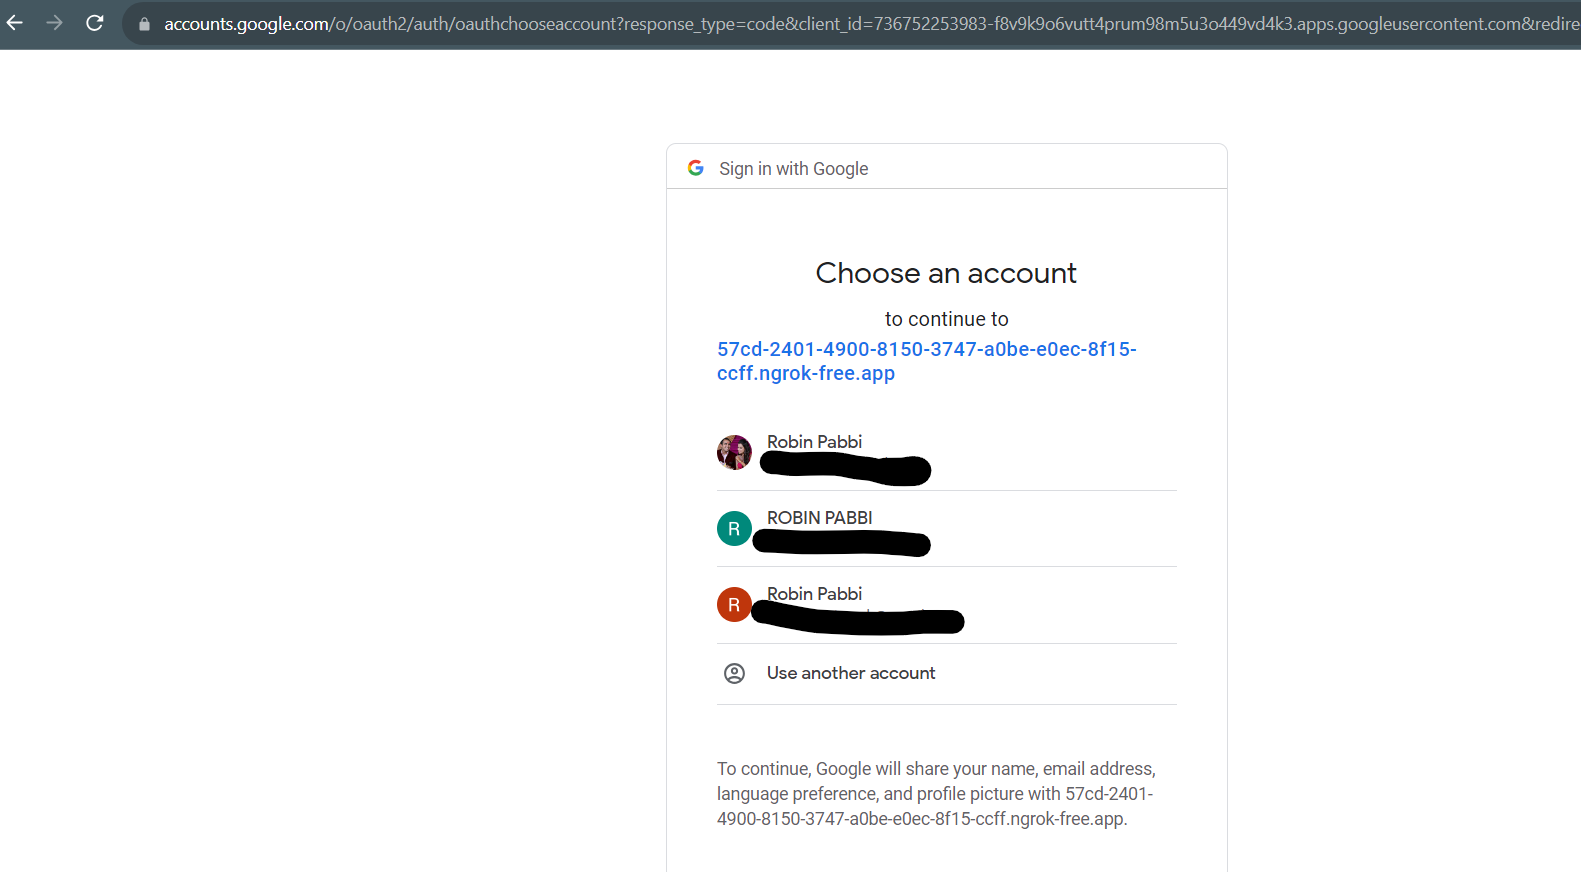 accounts.google.com/o/oauth2/auth/oauthchooseaccount?response_type=code&client_id=736752253983-f8v9k9o6vutt4prum98m5u3o449vd4k3.apps.googleusercontent.com&redire
Sign in with Google
Choose an account
to continue to
57cd-2401-4900-8150-3747-a0be-e0ec-8f15-
ccff.ngrok-free.app
Robin Pabbi
R
ROBIN PABBI
R
Robin Pabbi
Use another account
To continue, Google will share your name, email address,
language preference, and profile picture with 57cd-2401-
4900-8150-3747-a0be-e0ec-8f15-ccff.ngrok-free.app.